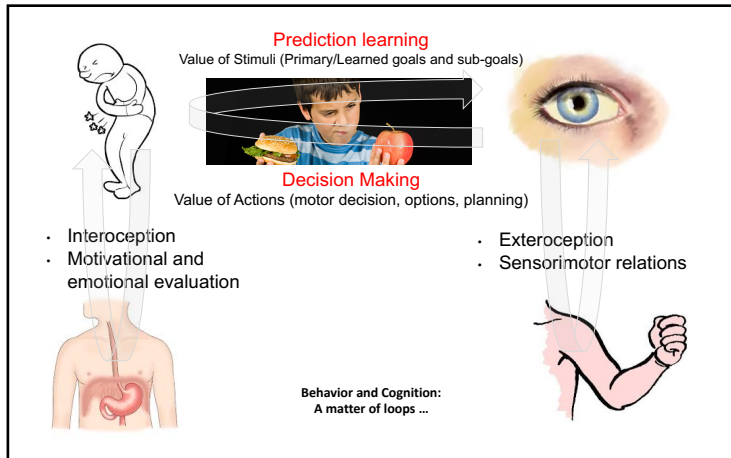 Prediction learning
Value of Stimuli (Primary/Learned goals and sub-goals)
Decision Making
Value of Actions (motor decision, options, planning)
• Interoception
• Motivational and
emotional evaluation
• Exteroception
• Sensorimotor relations
Behavior and Cognition:
A matter of loops ...